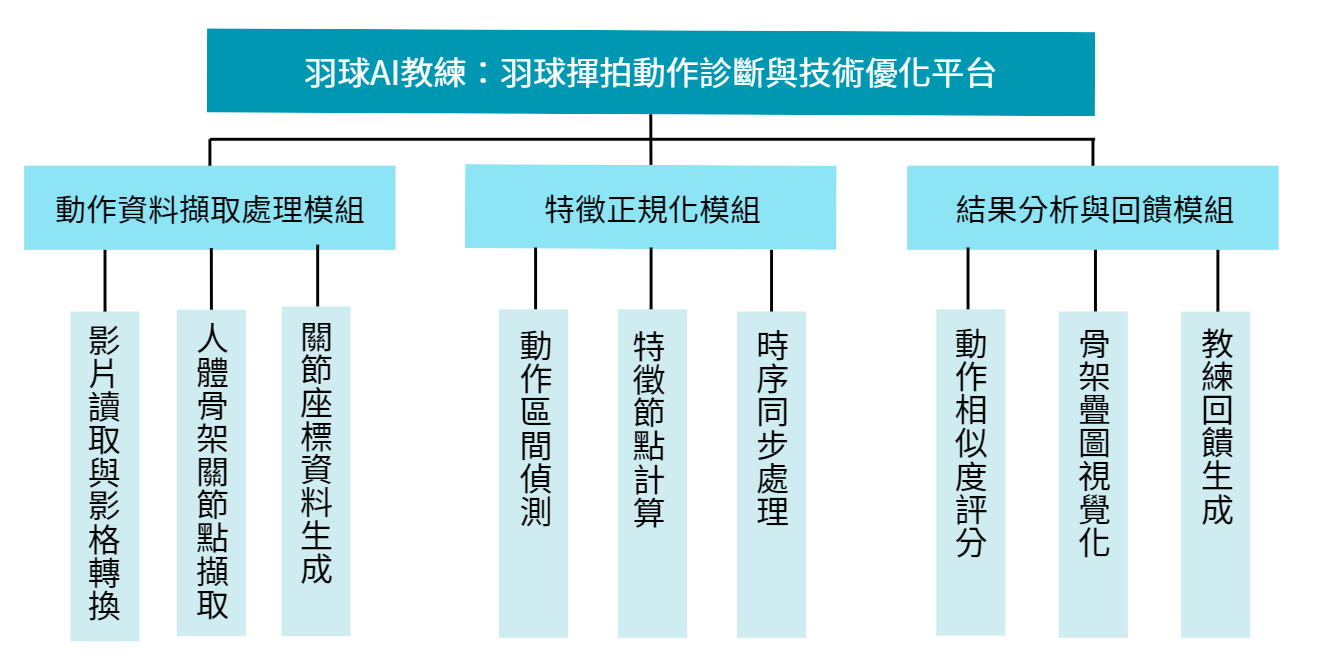 羽球AI教練：羽球揮拍動作診斷與技術優化平台
動作資料擷取處理模組
特徵正規化模組
結果分析與回饋模組
影片讀取與影格轉換
人體骨架關節點擷取
關節座標資料生成
動作區間偵測
特徵節點計算
時序同步處理
動作相似度評分
骨架疊圖視覺化
教練回饋生成